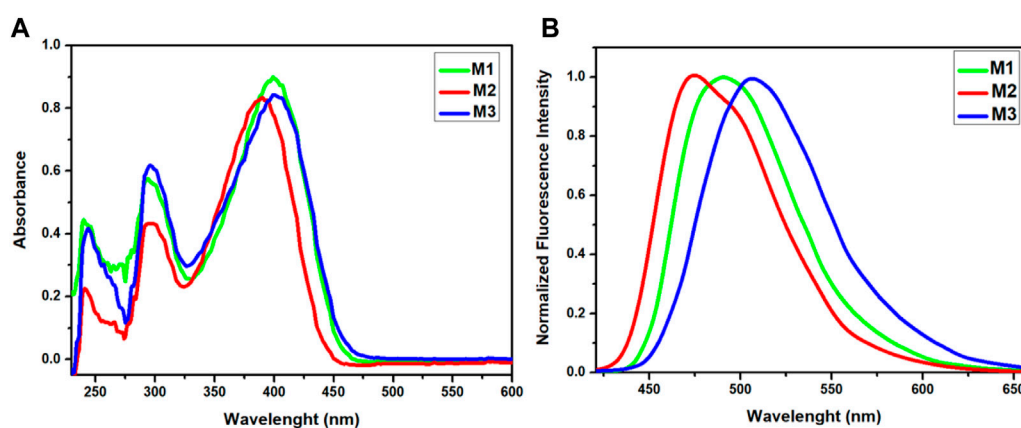 A
Absorbance
1.0
0.8
0.6
0.4
0.2
0.0
250 300 350 400 450 500 550 600
Wavelenght (nm)
M1
M2
M3
B
Normalized Fluorescence Intensity
1.0
0.8
0.6
0.4
0.2
0.0
450 500 550 600 650
Wavelenght (nm)
M1
M2
M3